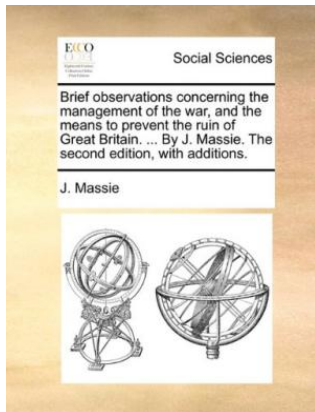 ECCO
Social Sciences
Brief observations concerning the
management of the war, and the
means to prevent the ruin of
Great Britain. ... By J. Massie. The
second edition, with additions.
J. Massie